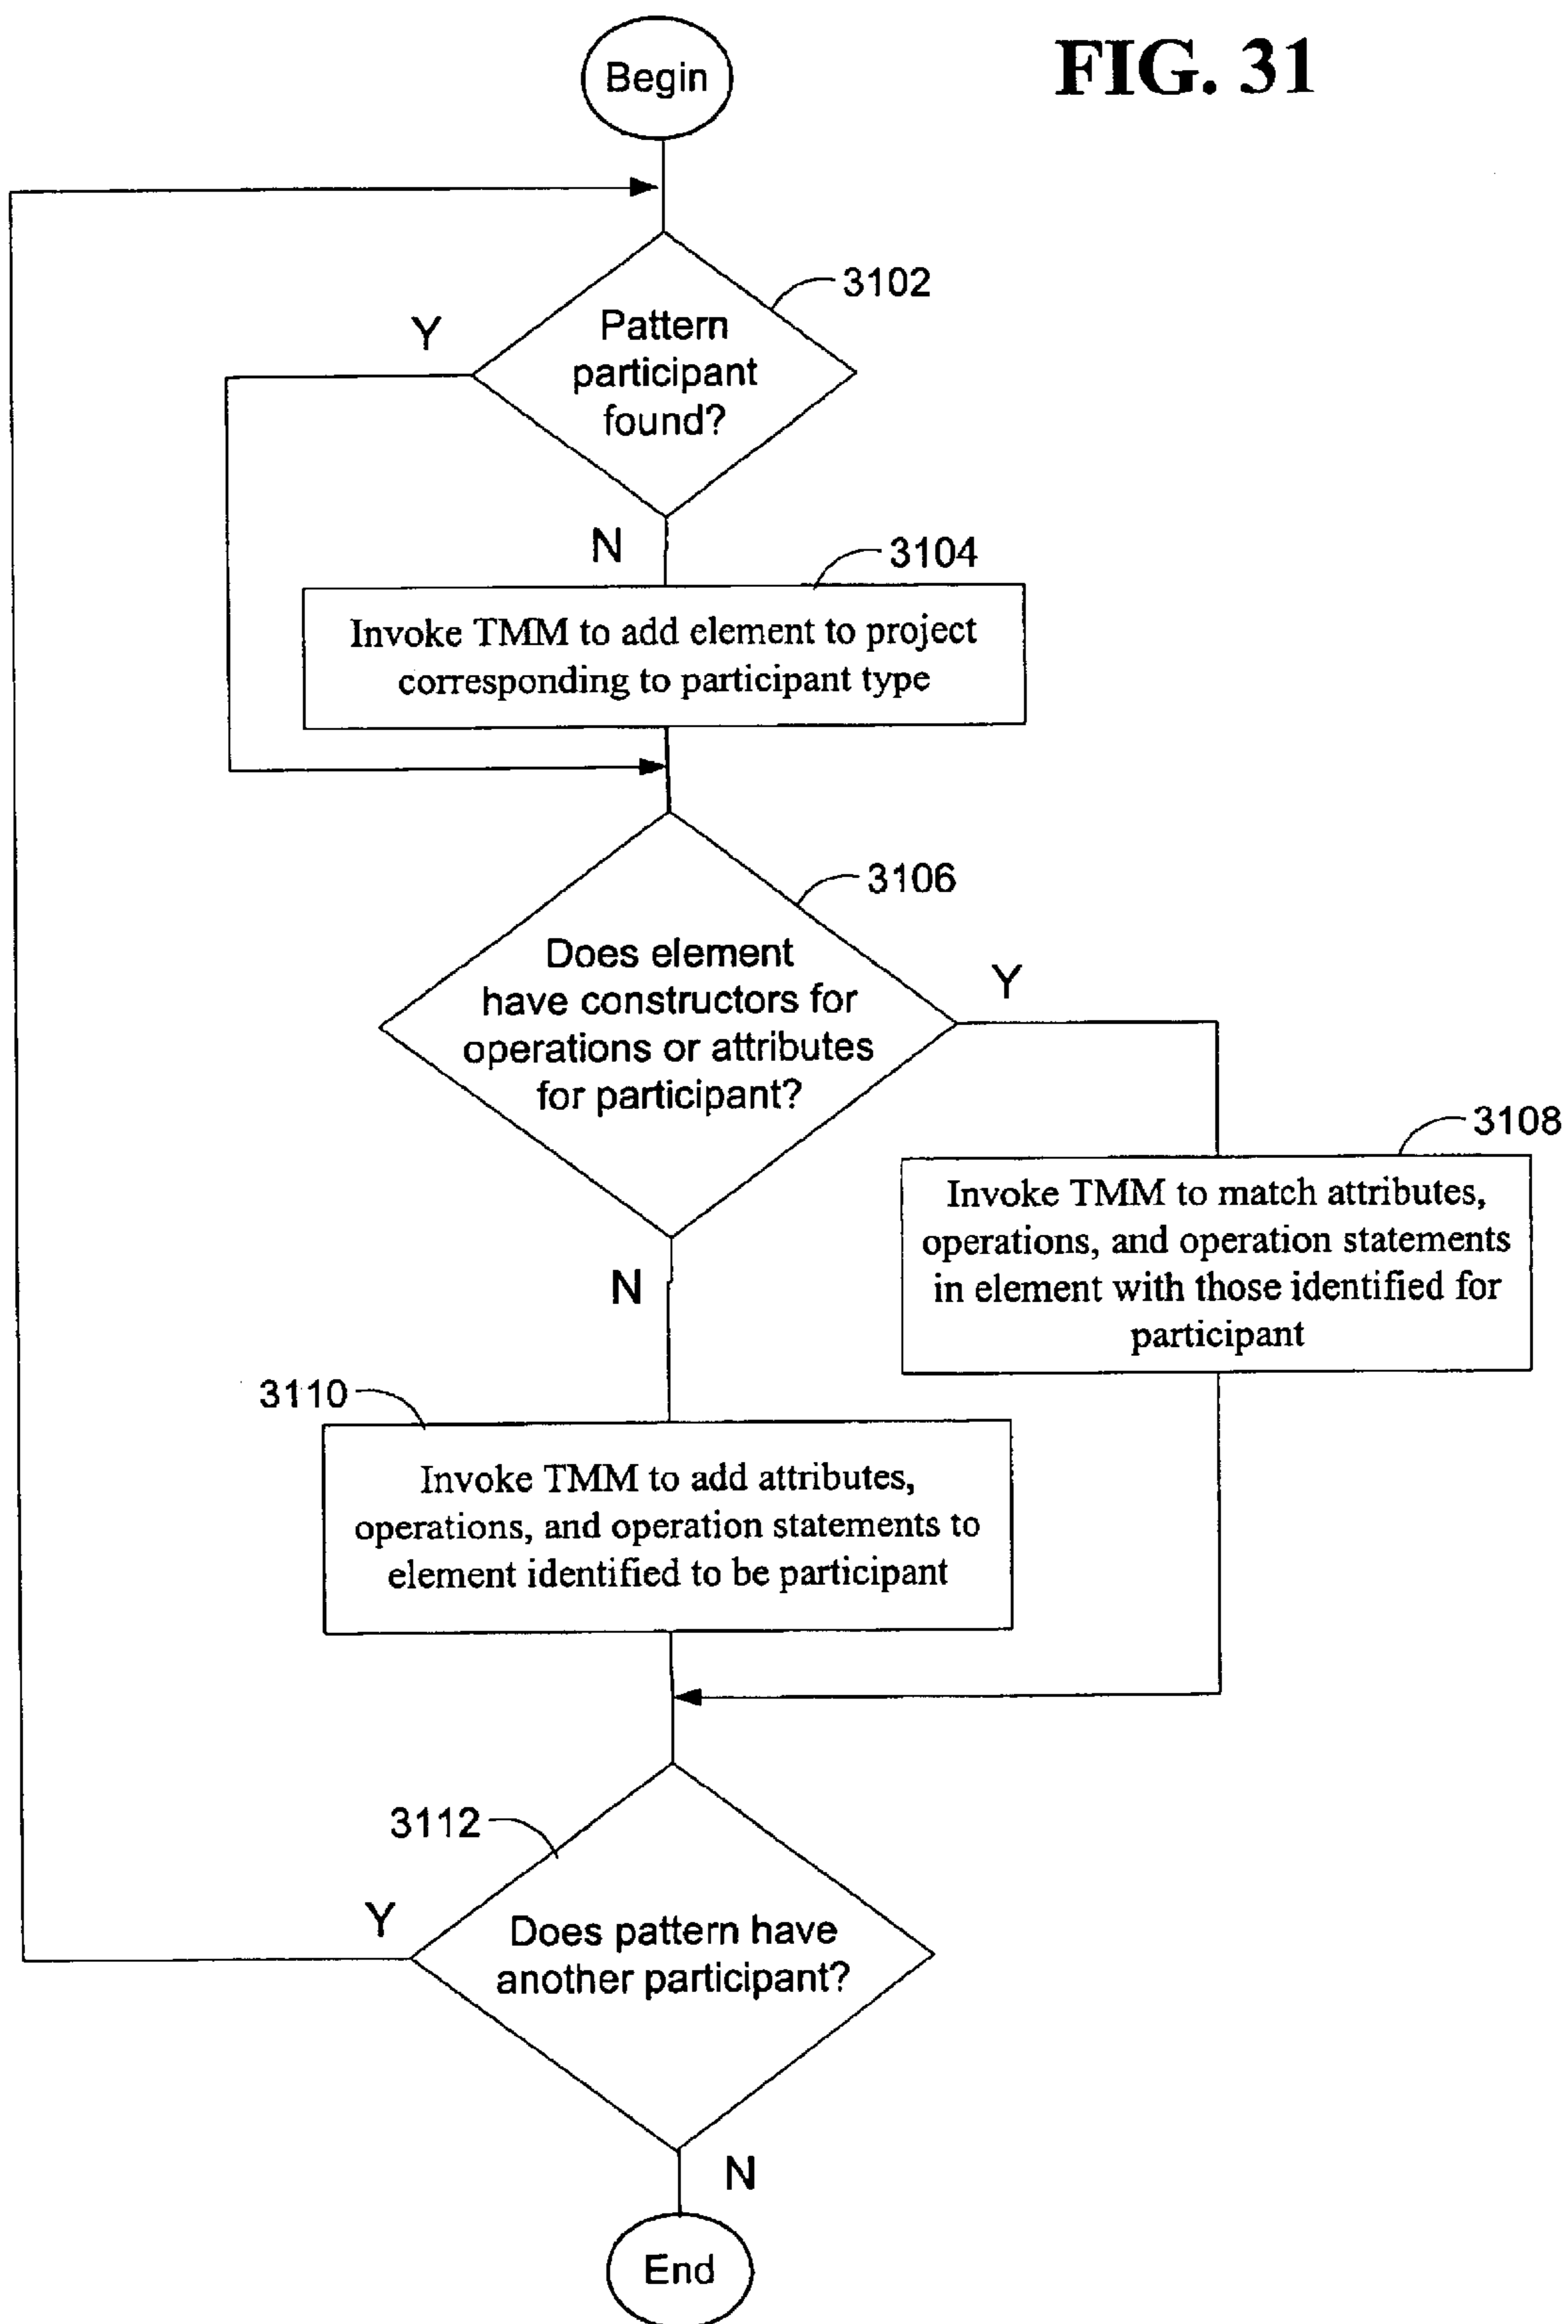 FIG. 31
Begin
3102
Pattern
participant
found?
Y
N
3104
Invoke TMM to add element to project
corresponding to participant type
3106
Does element
have constructors for
operations or attributes
for participant?
Y
N
3108
Invoke TMM to match attributes,
operations, and operation statements
in element with those identified for
participant
3110
Invoke TMM to add attributes,
operations, and operation statements to
element identified to be participant
3112
Does pattern have
another participant?
Y
N
End